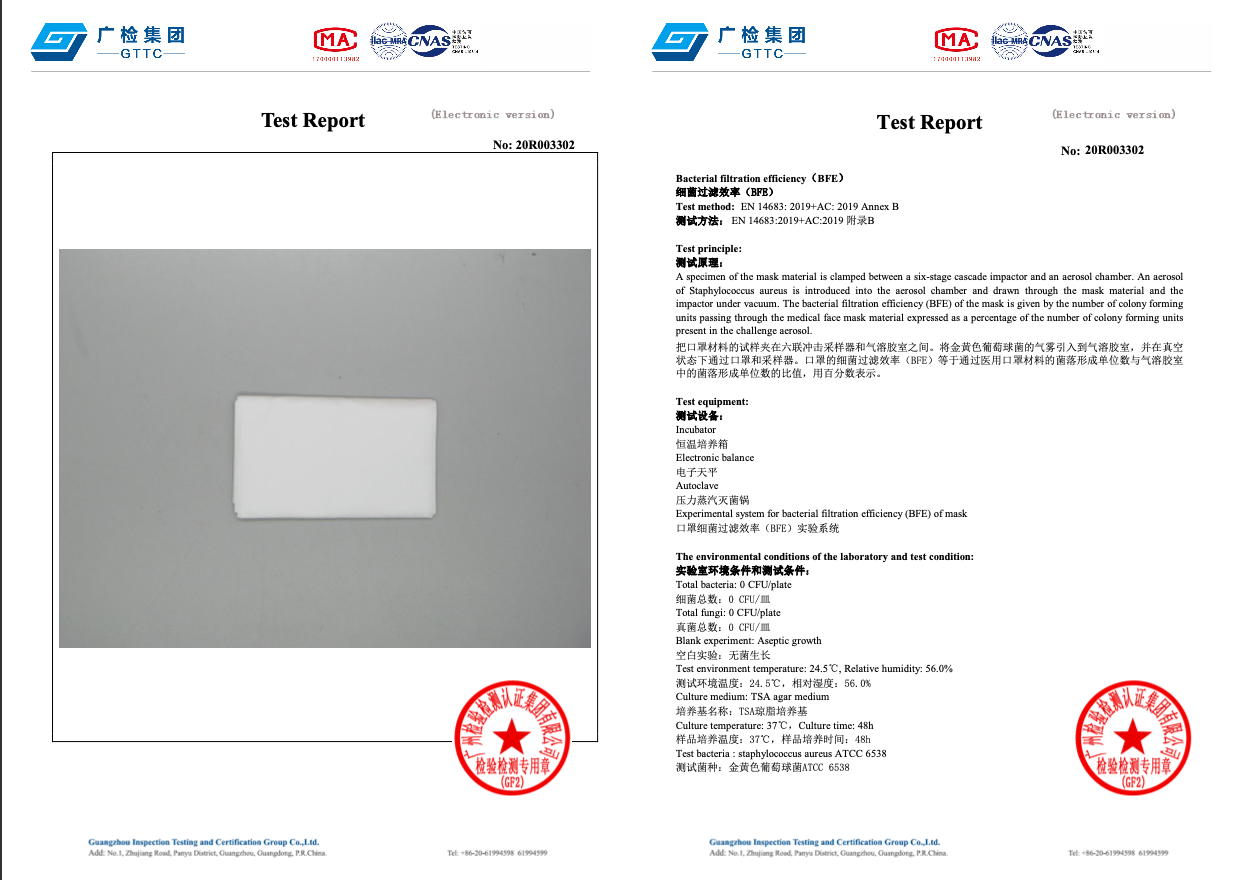 广检集团
GTTC
MA
170000113982
ilac-MRA
CNAS
TESTING
Test Report
(Electronic version)
No: 20R003302
广州检验检测认证集团有限公司
检验检测专用章
(GF2)
Guangzhou Inspection Testing and Certification Group Co.,Ltd.
Add: No.1, Zhujiang Road, Panyu District, Guangzhou, Guangdong, P.R.China.
Tel: +86-20-61994598 61994599
广检集团
GTTC
MA
170000113982
ilac-MRA
CNAS
TESTING
Test Report
(Electronic version)
No: 20R003302
Bacterial filtration efficiency（BFE）
细菌过滤效率（BFE）
Test method: EN 14683: 2019+AC: 2019 Annex B
测试方法： EN 14683:2019+AC:2019 附录B
Test principle:
测试原理：
A specimen of the mask material is clamped between a six-stage cascade impactor and an aerosol chamber. An aerosol
of Staphylococcus aureus is introduced into the aerosol chamber and drawn through the mask material and the
impactor under vacuum. The bacterial filtration efficiency (BFE) of the mask is given by the number of colony forming
units passing through the medical face mask material expressed as a percentage of the number of colony forming units
present in the challenge aerosol.
把口罩材料的试样夹在六联冲击采样器和气溶胶室之间。将金黄色葡萄球菌的气雾引入到气溶胶室，并在真空
状态下通过口罩和采样器。口罩的细菌过滤效率（BFE）等于通过医用口罩材料的菌落形成单位数与气溶胶室
中的菌落形成单位数的比值，用百分数表示。
Test equipment:
测试设备：
Incubator
恒温培养箱
Electronic balance
电子天平
Autoclave
压力蒸汽灭菌锅
Experimental system for bacterial filtration efficiency (BFE) of mask
口罩细菌过滤效率（BFE）实验系统
The environmental conditions of the laboratory and test condition:
实验室环境条件和测试条件：
Total bacteria: 0 CFU/plate
细菌总数：0 CFU/皿
Total fungi: 0 CFU/plate
真菌总数：0 CFU/皿
Blank experiment: Aseptic growth
空白实验：无菌生长
Test environment temperature: 24.5℃, Relative humidity: 56.0%
测试环境温度：24.5℃，相对湿度：56.0%
Culture medium: TSA agar medium
培养基名称：TSA琼脂培养基
Culture temperature: 37℃，Culture time: 48h
样品培养温度：37℃，样品培养时间：48h
Test bacteria : staphylococcus aureus ATCC 6538
测试菌种：金黄色葡萄球菌ATCC 6538
广州检验检测认证集团有限公司
检验检测专用章
(GF2)
Guangzhou Inspection Testing and Certification Group Co.,Ltd.
Add: No.1, Zhujiang Road, Panyu District, Guangzhou, Guangdong, P.R.China.
Tel: +86-20-61994598 61994599